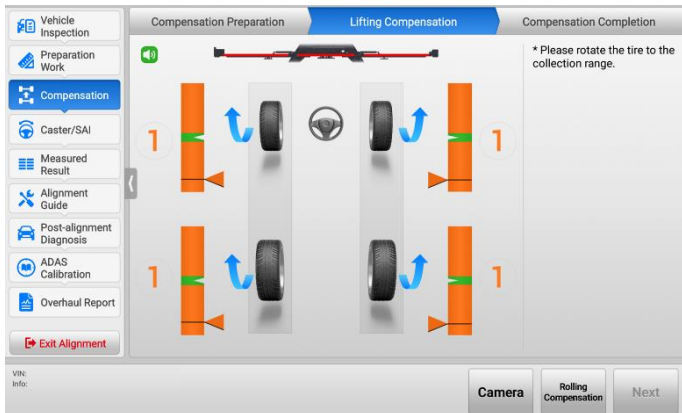 Vehicle
Inspection
Preparation
Work
Compensation
Caster/SAI
Measured
Result
Alignment
Guide
Post-alignment
Diagnosis
ADAS
Calibration
Overhaul Report
Exit Alignment
Compensation Preparation
Lifting Compensation
Compensation Completion
* Please rotate the tire to the
collection range.
1
1
1
1
VIN:
Info:
Camera
Rolling
Compensation
Next